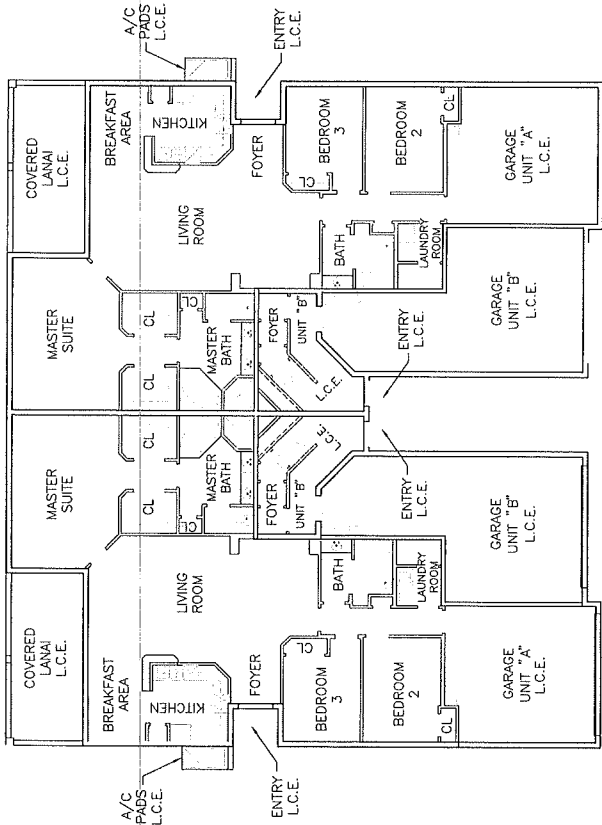 A/C
PADS
L.C.E.
ENTRY
L.C.E.
COVERED
LANAI
L.C.E.
BREAKFAST
AREA
KITCHEN
FOYER
BEDROOM
3
CL
BEDROOM
2
CL
GARAGE
UNIT "A"
L.C.E.
LIVING
ROOM
BATH
LAUNDRY
ROOM
MASTER
SUITE
CL
CL
CL
MASTER
BATH
FOYER
UNIT "B"
L.C.E.
ENTRY
L.C.E.
GARAGE
UNIT "B"
L.C.E.
MASTER
SUITE
CL
CL
CL
MASTER
BATH
FOYER
UNIT "B"
L.C.E.
ENTRY
L.C.E.
GARAGE
UNIT "B"
L.C.E.
LIVING
ROOM
BATH
LAUNDRY
ROOM
COVERED
LANAI
L.C.E.
BREAKFAST
AREA
KITCHEN
FOYER
CL
BEDROOM
3
BEDROOM
2
CL
GARAGE
UNIT "A"
L.C.E.
A/C
PADS
L.C.E.
ENTRY
L.C.E.